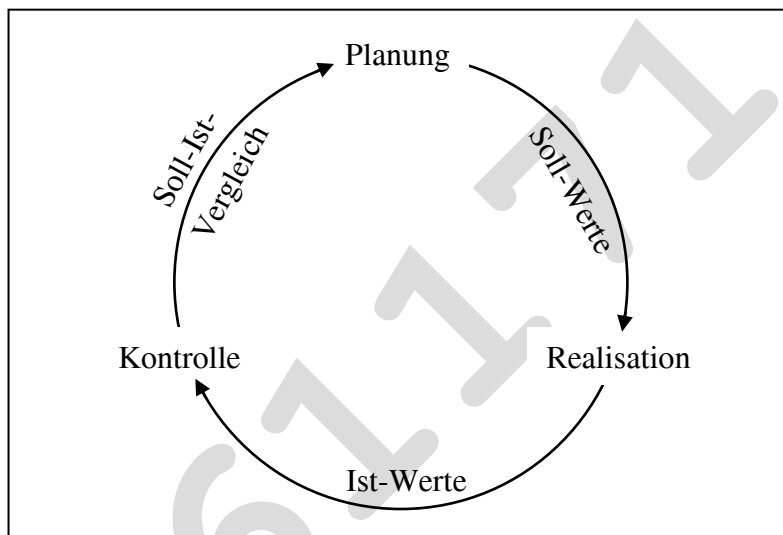 Planung
Soll-Ist-
Vergleich
Soll-Werte
Kontrolle
Realisation
Ist-Werte